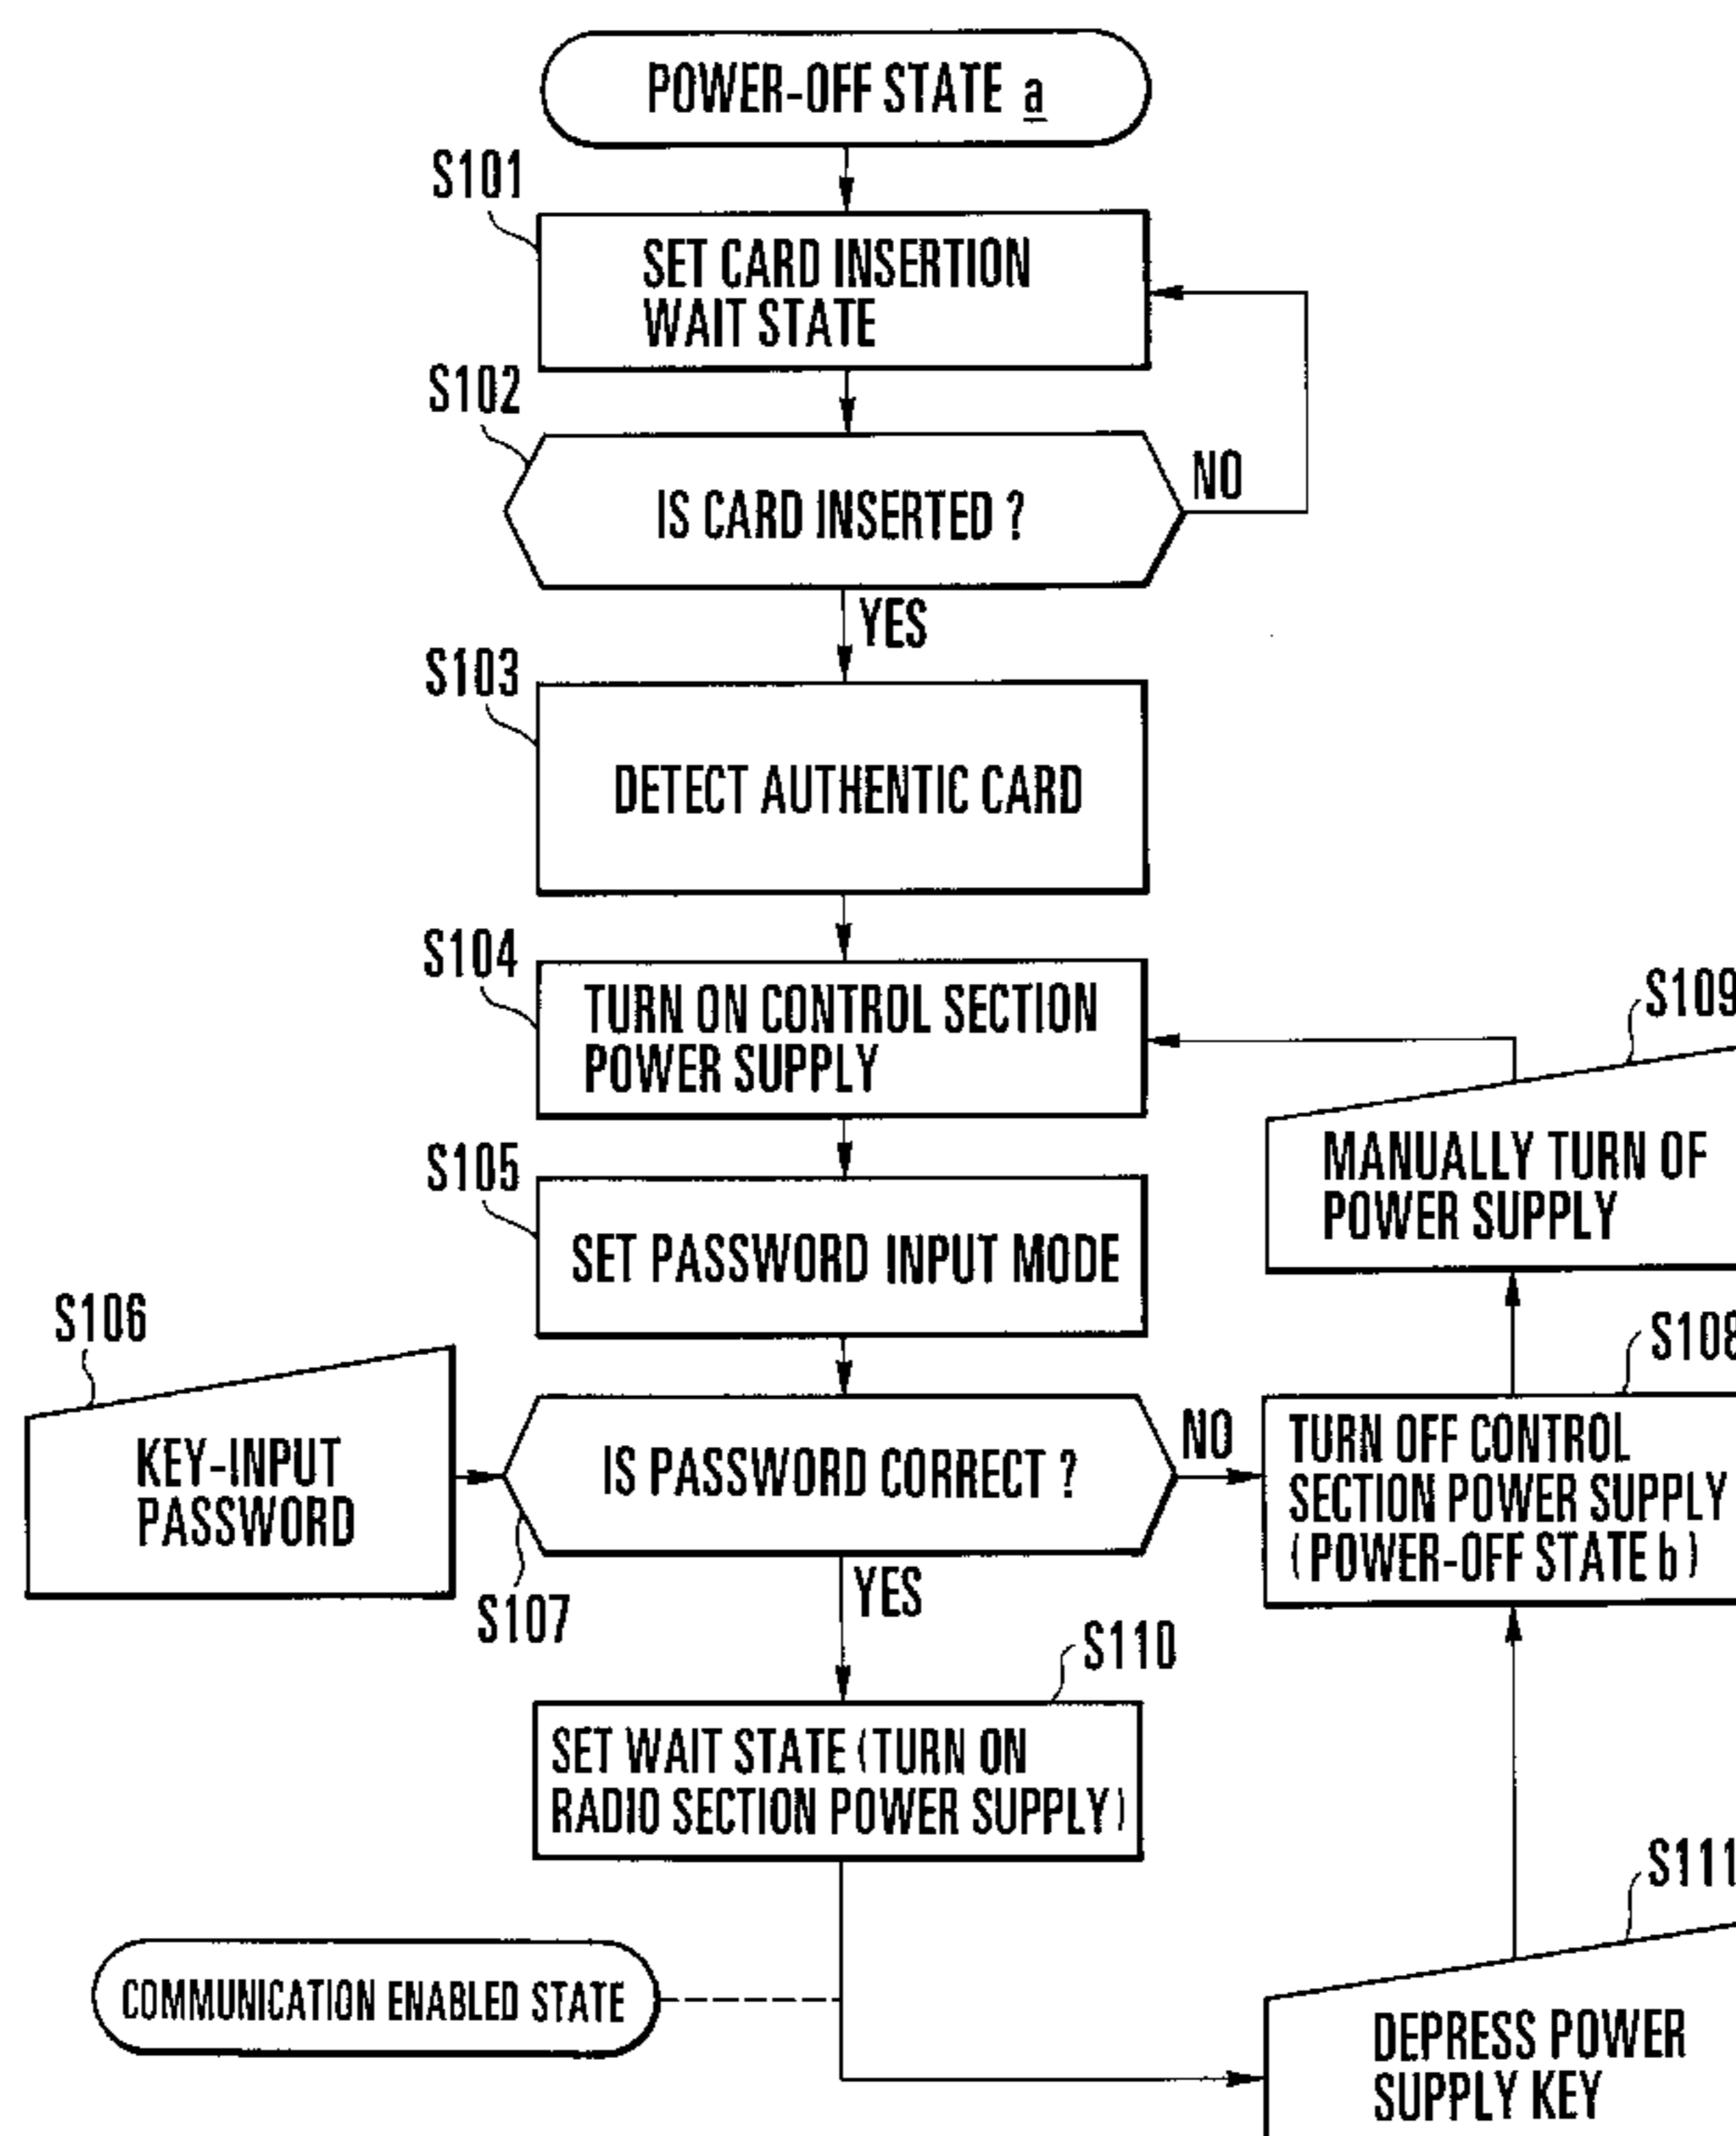 POWER-OFF STATE a
S101
SET CARD INSERTION
WAIT STATE
S102
IS CARD INSERTED ?
NO
YES
S103
DETECT AUTHENTIC CARD
S104
TURN ON CONTROL SECTION
POWER SUPPLY
S109
MANUALLY TURN OF
POWER SUPPLY
S105
SET PASSWORD INPUT MODE
S106
KEY-INPUT
PASSWORD
IS PASSWORD CORRECT ?
S107
NO
YES
S108
TURN OFF CONTROL
SECTION POWER SUPPLY
(POWER-OFF STATE b)
S110
SET WAIT STATE (TURN ON
RADIO SECTION POWER SUPPLY)
COMMUNICATION ENABLED STATE
S111
DEPRESS POWER
SUPPLY KEY